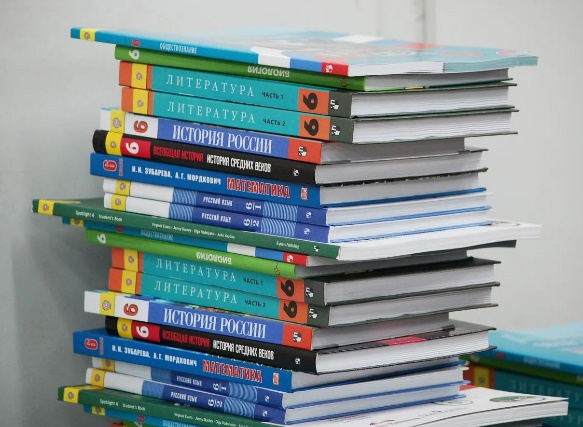 ОБЩЕСТВОЗНАНИЕ
БИОЛОГИЯ
ЛИТЕРАТУРА ЧАСТЬ 1 6
ЛИТЕРАТУРА ЧАСТЬ 2 6
6 ИСТОРИЯ РОССИИ
6 ВСЕОБЩАЯ ИСТОРИЯ ИСТОРИЯ СРЕДНИХ ВЕКОВ
6 И. И. ЗУБАРЕВА, А. Г. МОРДКОВИЧ МАТЕМАТИКА
РУССКИЙ ЯЗЫК 6/1
РУССКИЙ ЯЗЫК 6/2
Spotlight 6 Student's Book
ОБЩЕСТВОЗНАНИЕ
БИОЛОГИЯ
ЛИТЕРАТУРА ЧАСТЬ 1 6
ЛИТЕРАТУРА ЧАСТЬ 2 6
6 ИСТОРИЯ РОССИИ
6 ВСЕОБЩАЯ ИСТОРИЯ ИСТОРИЯ СРЕДНИХ ВЕКОВ
6 И. И. ЗУБАРЕВА, А. Г. МОРДКОВИЧ МАТЕМАТИКА
РУССКИЙ ЯЗЫК 6/1
РУССКИЙ ЯЗЫК 6/2
Spotlight 6 Student's Book